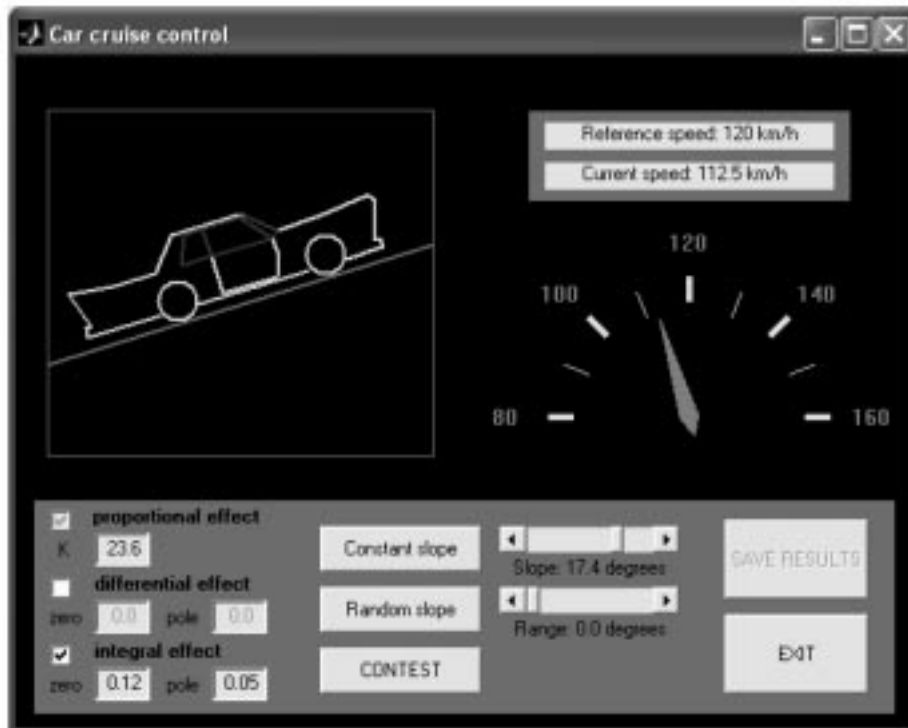 Car cruise control
Reference speed: 120 km/h
Current speed: 112.5 km/h
120
100
140
80
160
proportional effect
K 23.6
differential effect
zero 0.0 pole 0.0
integral effect
zero 0.12 pole 0.05
Constant slope
Random slope
CONTEST
Slope: 17.4 degrees
Range: 0.0 degrees
SAVE RESULTS
EXIT